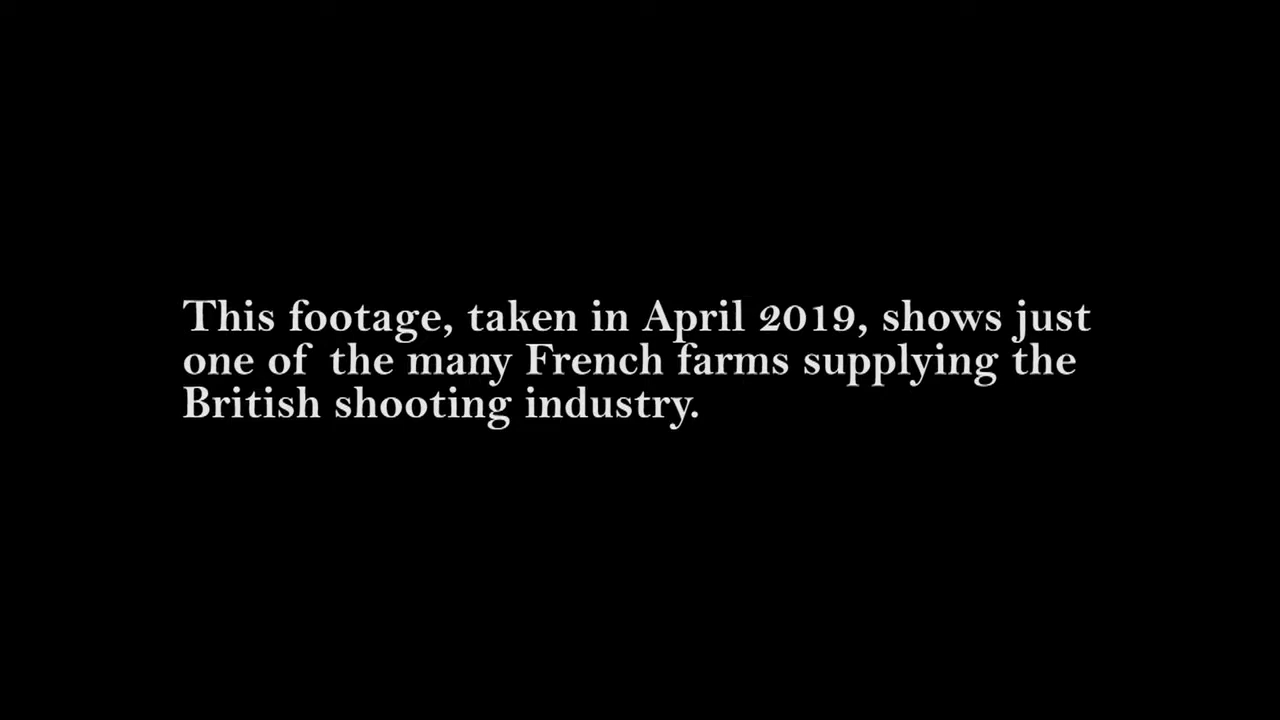 This footage, taken in April 2019, shows just
one of the many French farms supplying the
British shooting industry.